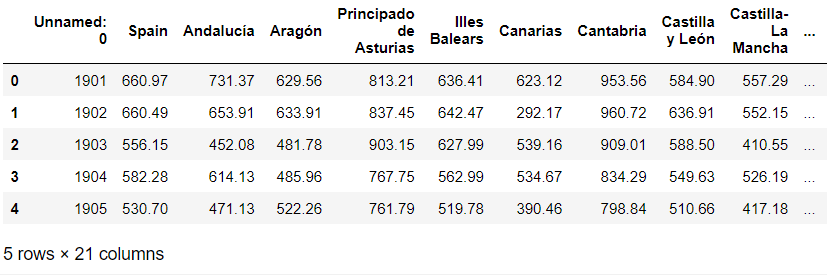 Unnamed: 0 Spain Andalucía Aragón Principado de Asturias Illes Balears Canarias Cantabria Castilla y León Castilla-La Mancha ...
0 1901 660.97 731.37 629.56 813.21 636.41 623.12 953.56 584.90 557.29 ...
1 1902 660.49 653.91 633.91 837.45 642.47 292.17 960.72 636.91 552.15 ...
2 1903 556.15 452.08 481.78 903.15 627.99 539.16 909.01 588.50 410.55 ...
3 1904 582.28 614.13 485.96 767.75 562.99 534.67 834.29 549.63 526.19 ...
4 1905 530.70 471.13 522.26 761.79 519.78 390.46 798.84 510.66 417.18 ...
5 rows × 21 columns